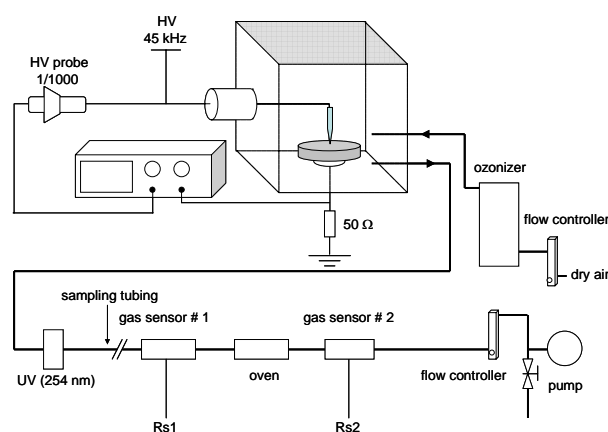 HV
45 kHz
HV probe
1/1000
ozonizer
flow controller
50 Ω
dry air
sampling tubing
gas sensor # 1
gas sensor # 2
UV (254 nm)
oven
flow controller
pump
Rs1
Rs2